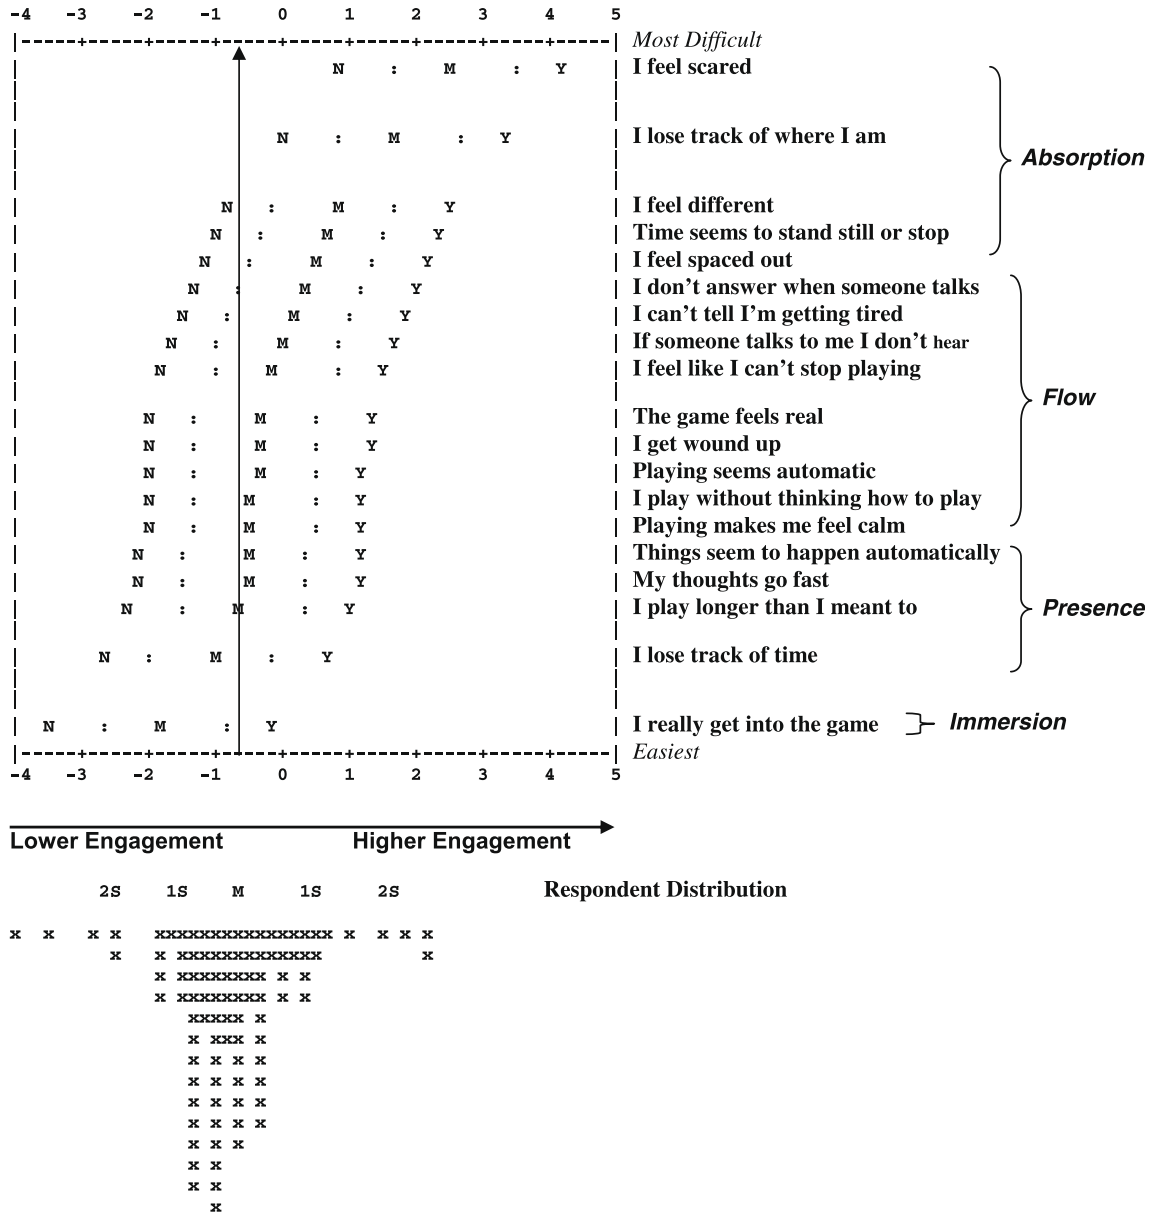 -4 -3 -2 -1 0 1 2 3 4 5
|------+-----+-----+-----+-----+-----+-----+-----+------| Most Difficult
N : M : Y I feel scared
N : M : Y I lose track of where I am
Absorption
N : M : Y I feel different
N : M : Y Time seems to stand still or stop
N : M : Y I feel spaced out
N : M : Y I don't answer when someone talks
N : M : Y I can't tell I'm getting tired
N : M : Y If someone talks to me I don't hear
N : M : Y I feel like I can't stop playing
Flow
N : M : Y The game feels real
N : M : Y I get wound up
N : M : Y Playing seems automatic
N : M : Y I play without thinking how to play
N : M : Y Playing makes me feel calm
N : M : Y Things seem to happen automatically
N : M : Y My thoughts go fast
N : M : Y I play longer than I meant to
Presence
N : M : Y I lose track of time
N : M : Y I really get into the game
Immersion
|------+-----+-----+-----+-----+-----+-----+-----+------| Easiest
-4 -3 -2 -1 0 1 2 3 4 5
Lower Engagement Higher Engagement
2S 1S M 1S 2S Respondent Distribution
x x x x xxxxxxxxxxxxxxxx x x x x
x x xxxxxxxxxxxxx x
x xxxxxxxx x x
x xxxxxxxx x x
xxxxx x
x xxx x
x x x x
x x x x
x x x x
x x x x
x x x
x x
x x
x